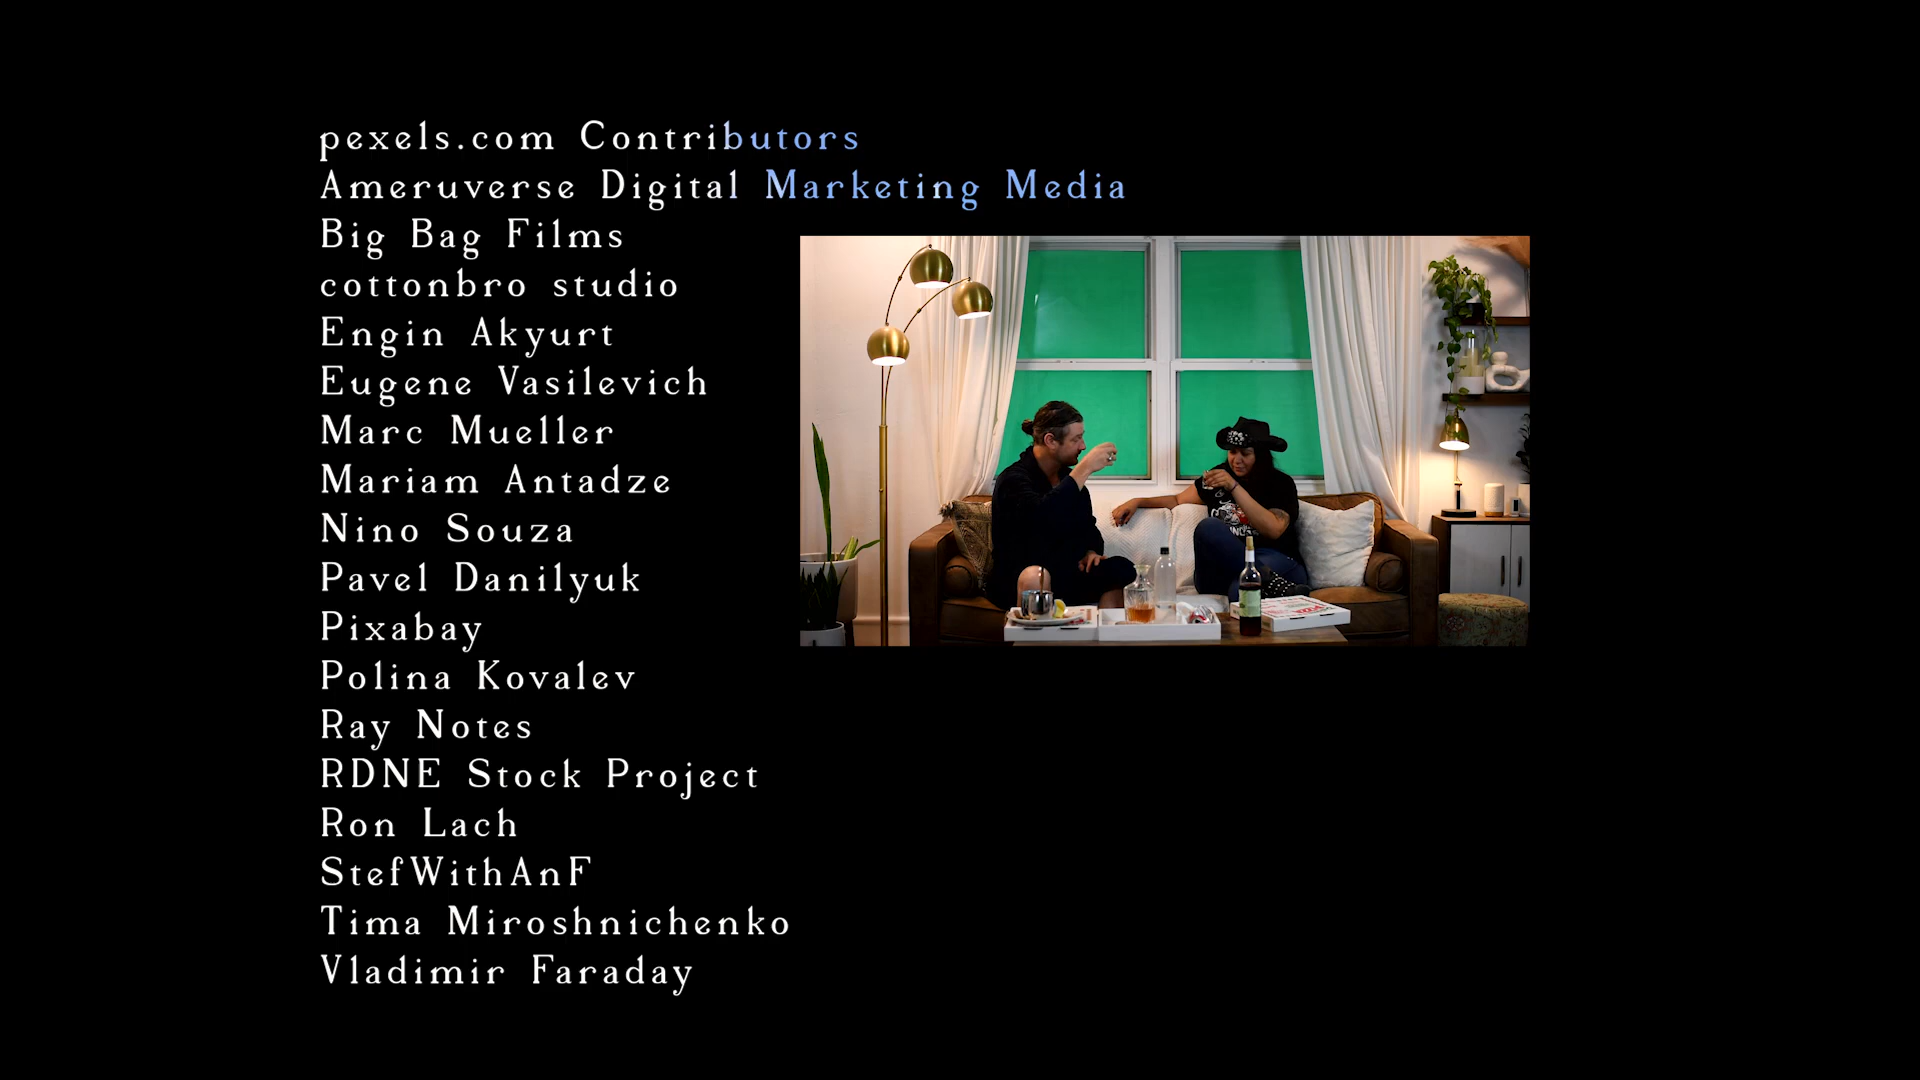 pexels.com Contributors
Ameruverse Digital Marketing Media
Big Bag Films
cottonbro studio
Engin Akyurt
Eugene Vasilevich
Marc Mueller
Mariam Antadze
Nino Souza
Pavel Danilyuk
Pixabay
Polina Kovalev
Ray Notes
RDNE Stock Project
Ron Lach
StefWithAnF
Tima Miroshnichenko
Vladimir Faraday